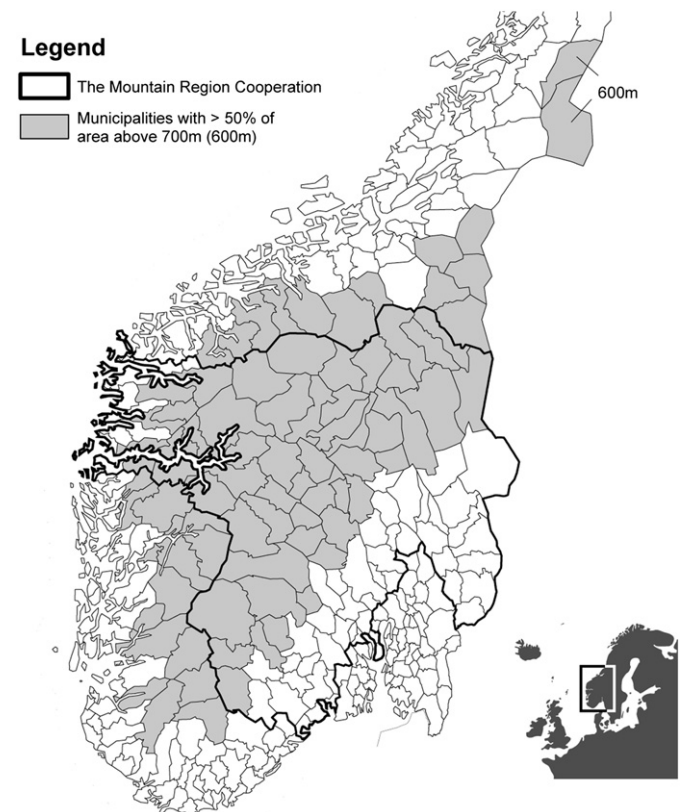 Legend
The Mountain Region Cooperation
Municipalities with > 50% of
area above 700m (600m)
600m